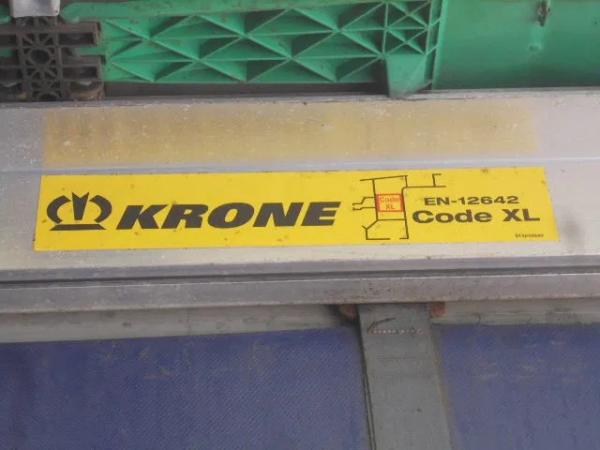 KRONE
Code
XL
EN-12642
Code XL